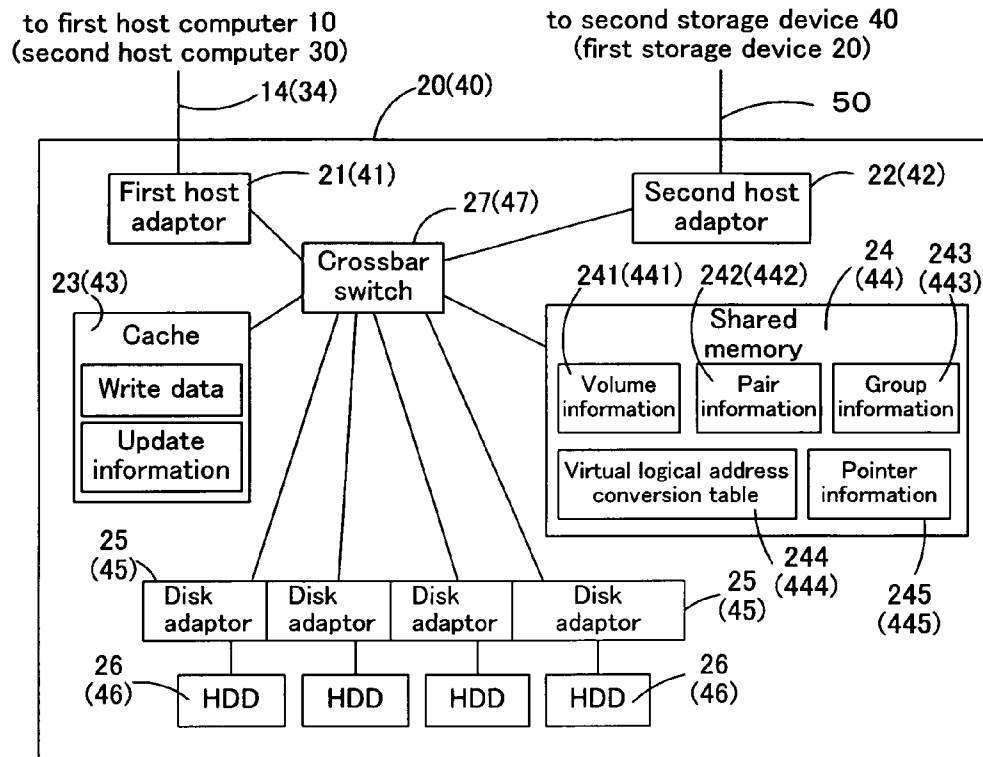 to first host computer 10
(second host computer 30)
to second storage device 40
(first storage device 20)
14(34)
20(40)
50
First host
adaptor
21(41)
27(47)
Second host
adaptor
22(42)
Crossbar
switch
23(43)
Cache
Write data
Update
information
241(441)
242(442)
24
(44)
243
(443)
Shared
memory
Volume
information
Pair
information
Group
information
Virtual logical address
conversion table
Pointer
information
244
(444)
245
(445)
25
(45)
Disk
adaptor
Disk
adaptor
Disk
adaptor
Disk
adaptor
25
(45)
26
(46)
HDD
HDD
HDD
HDD
26
(46)